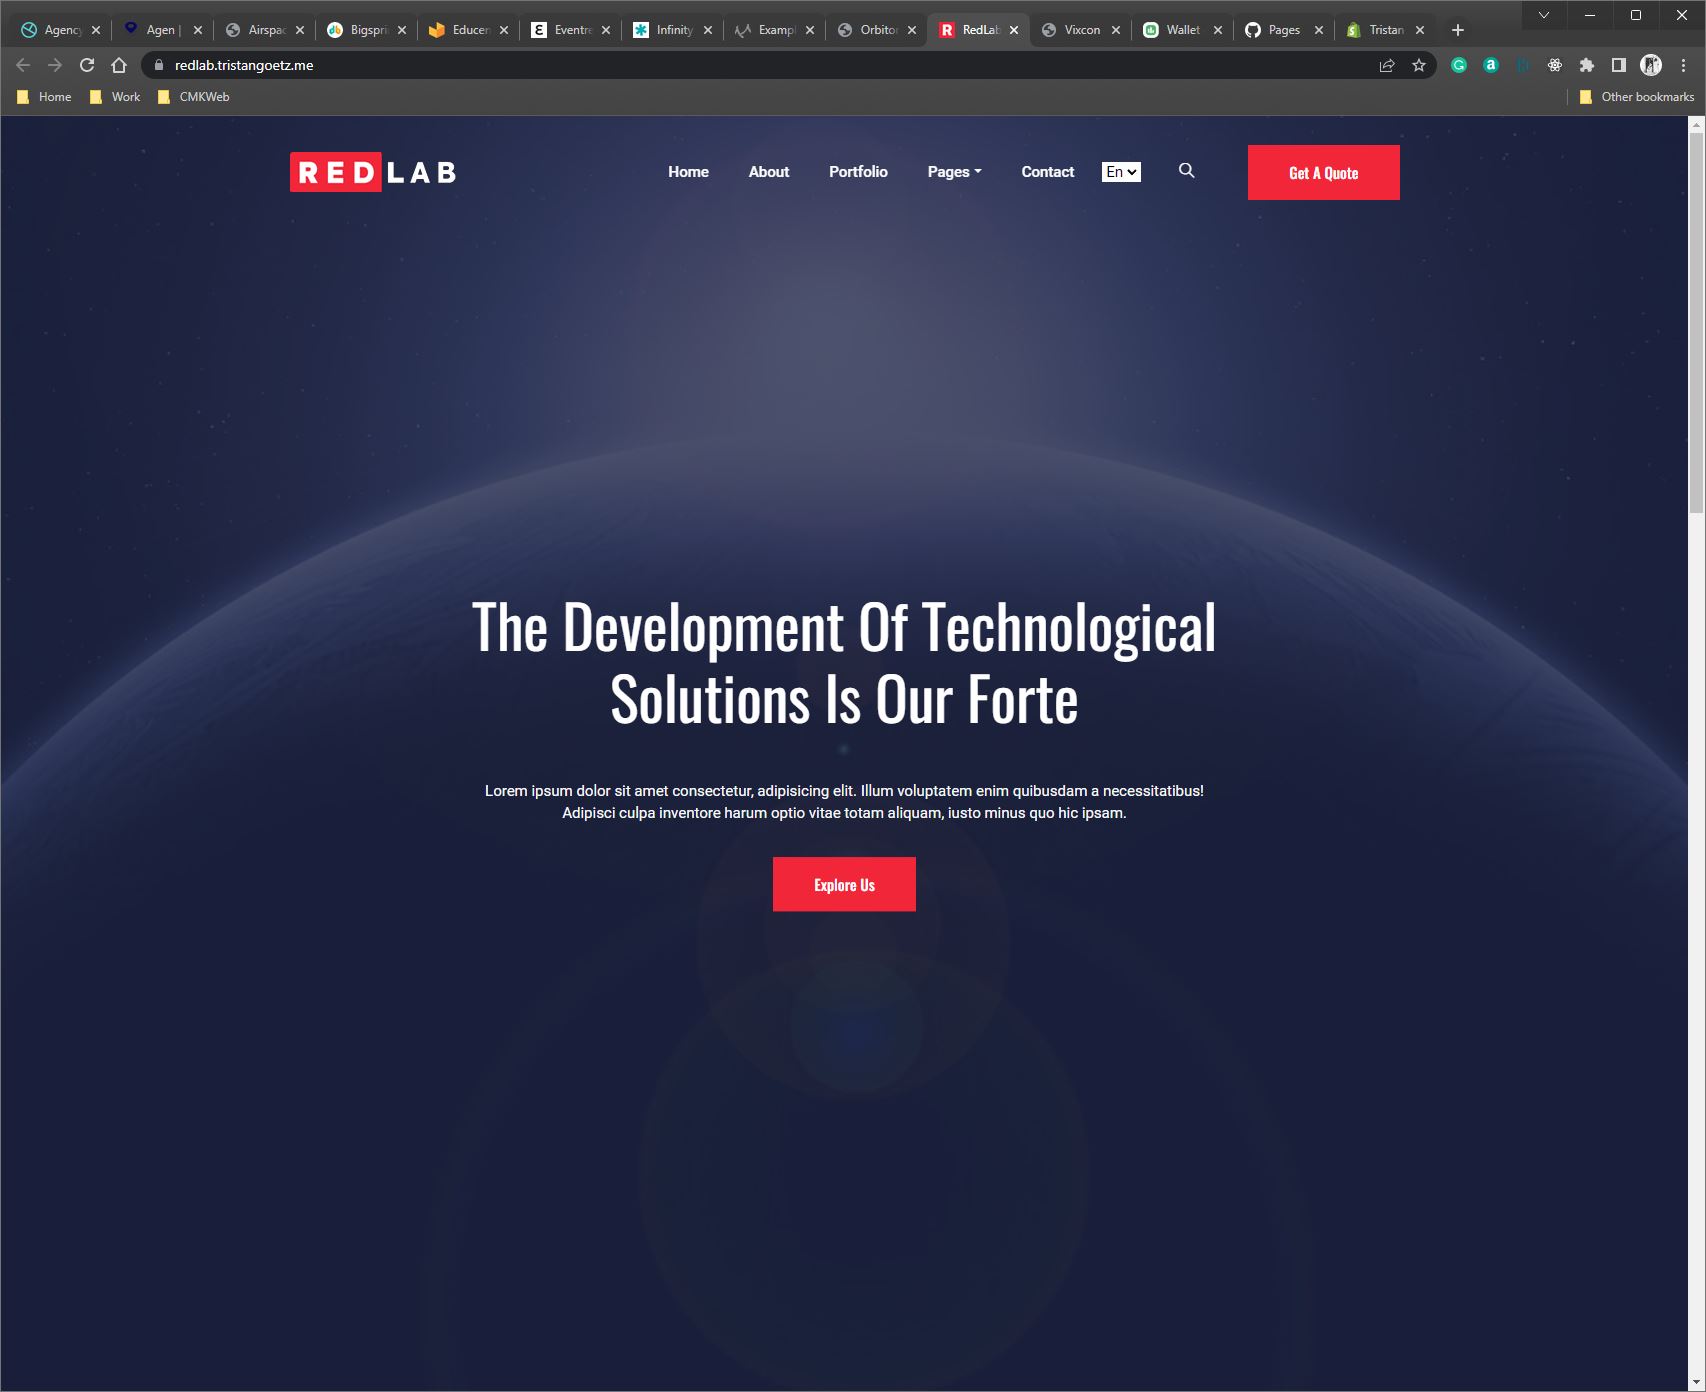 Agency
Agen |
Airspac
Bigspri
Educen
Eventre
Infinity
Exampl
Orbitor
RedLab
Vixcon
Wallet
Pages
Tristan
redlab.tristangoetz.me
Home
Work
CMKWeb
Other bookmarks
RED LAB
Home
About
Portfolio
Pages
Contact
En
Get A Quote
The Development Of Technological
Solutions Is Our Forte
Lorem ipsum dolor sit amet consectetur, adipisicing elit. Illum voluptatem enim quibusdam a necessitatibus!
Adipisci culpa inventore harum optio vitae totam aliquam, iusto minus quo hic ipsam.
Explore Us